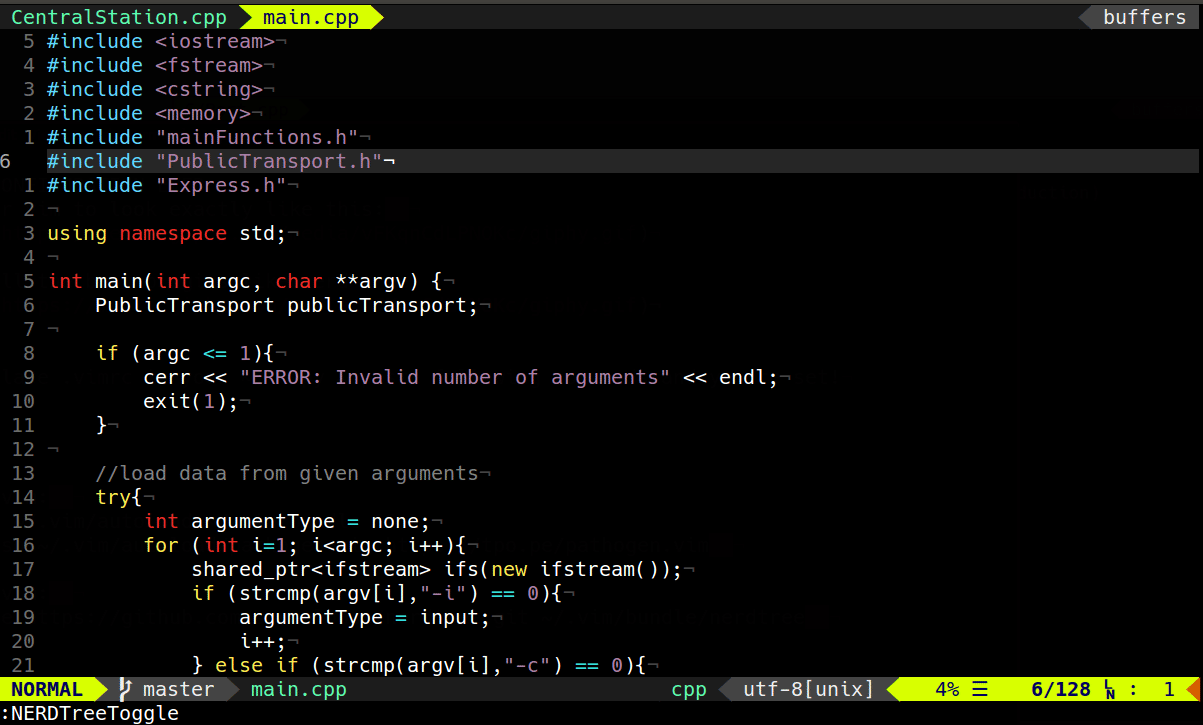 CentralStation.cpp main.cpp buffers
5 #include <iostream>¬
4 #include <fstream>¬
3 #include <cstring>¬
2 #include <memory>¬
1 #include "mainFunctions.h"¬
6 #include "PublicTransport.h"¬
1 #include "Express.h"¬
2 ¬
3 using namespace std;¬
4 ¬
5 int main(int argc, char **argv) {¬
6     PublicTransport publicTransport;¬
7 ¬
8     if (argc <= 1){¬
9         cerr << "ERROR: Invalid number of arguments" << endl;¬
10         exit(1);¬
11     }¬
12 ¬
13     //load data from given arguments¬
14     try{¬
15         int argumentType = none;¬
16         for (int i=1; i<argc; i++){¬
17             shared_ptr<ifstream> ifs(new ifstream());¬
18             if (strcmp(argv[i],"-i") == 0){¬
19                 argumentType = input;¬
20                 i++;¬
21             } else if (strcmp(argv[i],"-c") == 0){¬
NORMAL master main.cpp cpp utf-8[unix] 4% ☰ 6/128 LN : 1
:NERDTreeToggle